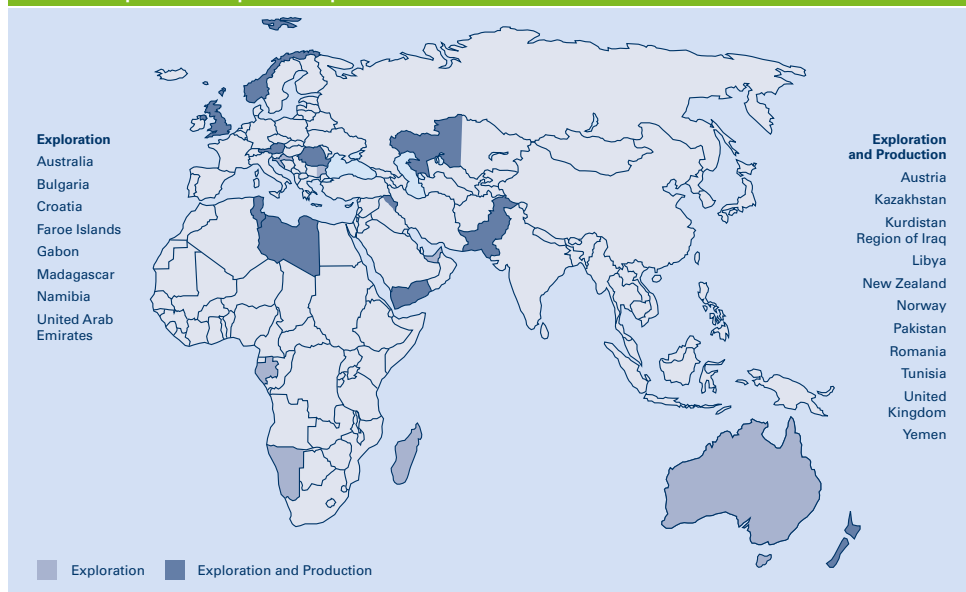 Exploration
Australia
Bulgaria
Croatia
Faroe Islands
Gabon
Madagascar
Namibia
United Arab
Emirates
Exploration
and Production
Austria
Kazakhstan
Kurdistan
Region of Iraq
Libya
New Zealand
Norway
Pakistan
Romania
Tunisia
United
Kingdom
Yemen
Exploration
Exploration and Production